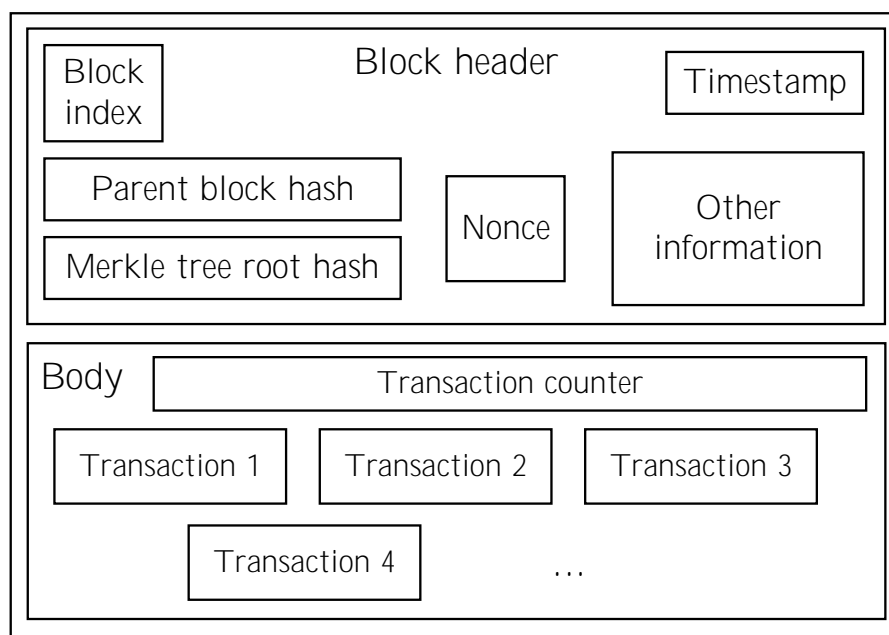 Block header
Block
index
Timestamp
Parent block hash
Merkle tree root hash
Nonce
Other
information
Body
Transaction counter
Transaction 1
Transaction 2
Transaction 3
Transaction 4
...